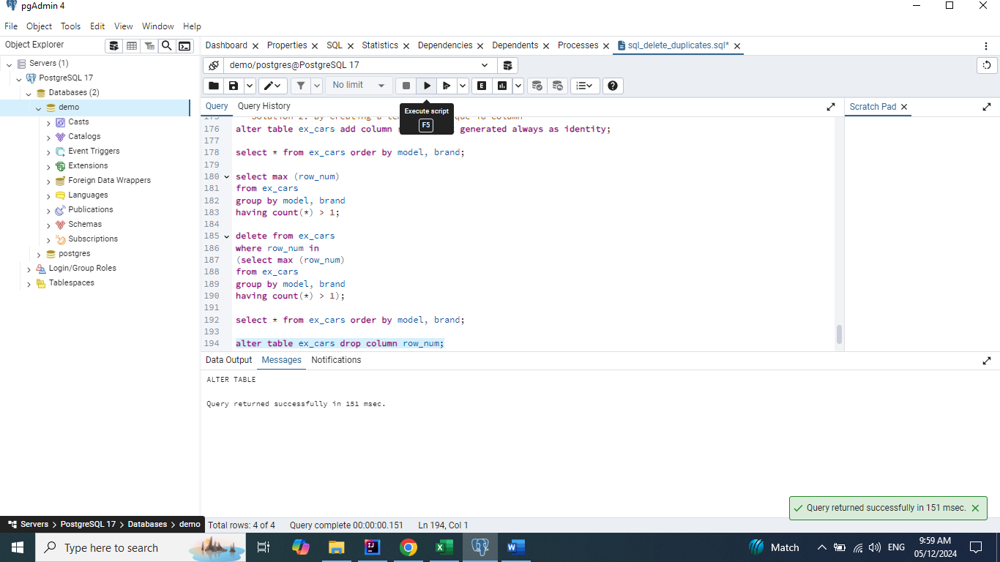 pgAdmin 4
File Object Tools Edit View Window Help
Object Explorer
Servers (1)
PostgreSQL 17
Databases (2)
demo
Casts
Catalogs
Event Triggers
Extensions
Foreign Data Wrappers
Languages
Publications
Schemas
Subscriptions
postgres
Login/Group Roles
Tablespaces
Dashboard Properties SQL Statistics Dependencies Dependents Processes sql_delete_duplicates.sql*
demo/postgres@PostgreSQL 17
No limit
E
Query Query History
Scratch Pad
Execute script
F5
175 Solution 2: By creating a column
176 alter table ex_cars add column generated always as identity;
177
178 select * from ex_cars order by model, brand;
179
180 select max (row_num)
181 from ex_cars
182 group by model, brand
183 having count(*) > 1;
184
185 delete from ex_cars
186 where row_num in
187 (select max (row_num)
188 from ex_cars
189 group by model, brand
190 having count(*) > 1);
191
192 select * from ex_cars order by model, brand;
193
194 alter table ex_cars drop column row_num;
Data Output Messages Notifications
ALTER TABLE
Query returned successfully in 151 msec.
Query returned successfully in 151 msec.
Servers > PostgreSQL 17 > Databases > demo
Total rows: 4 of 4 Query complete 00:00:00.151 Ln 194, Col 1
Type here to search
Match
ENG
9:59 AM
05/12/2024